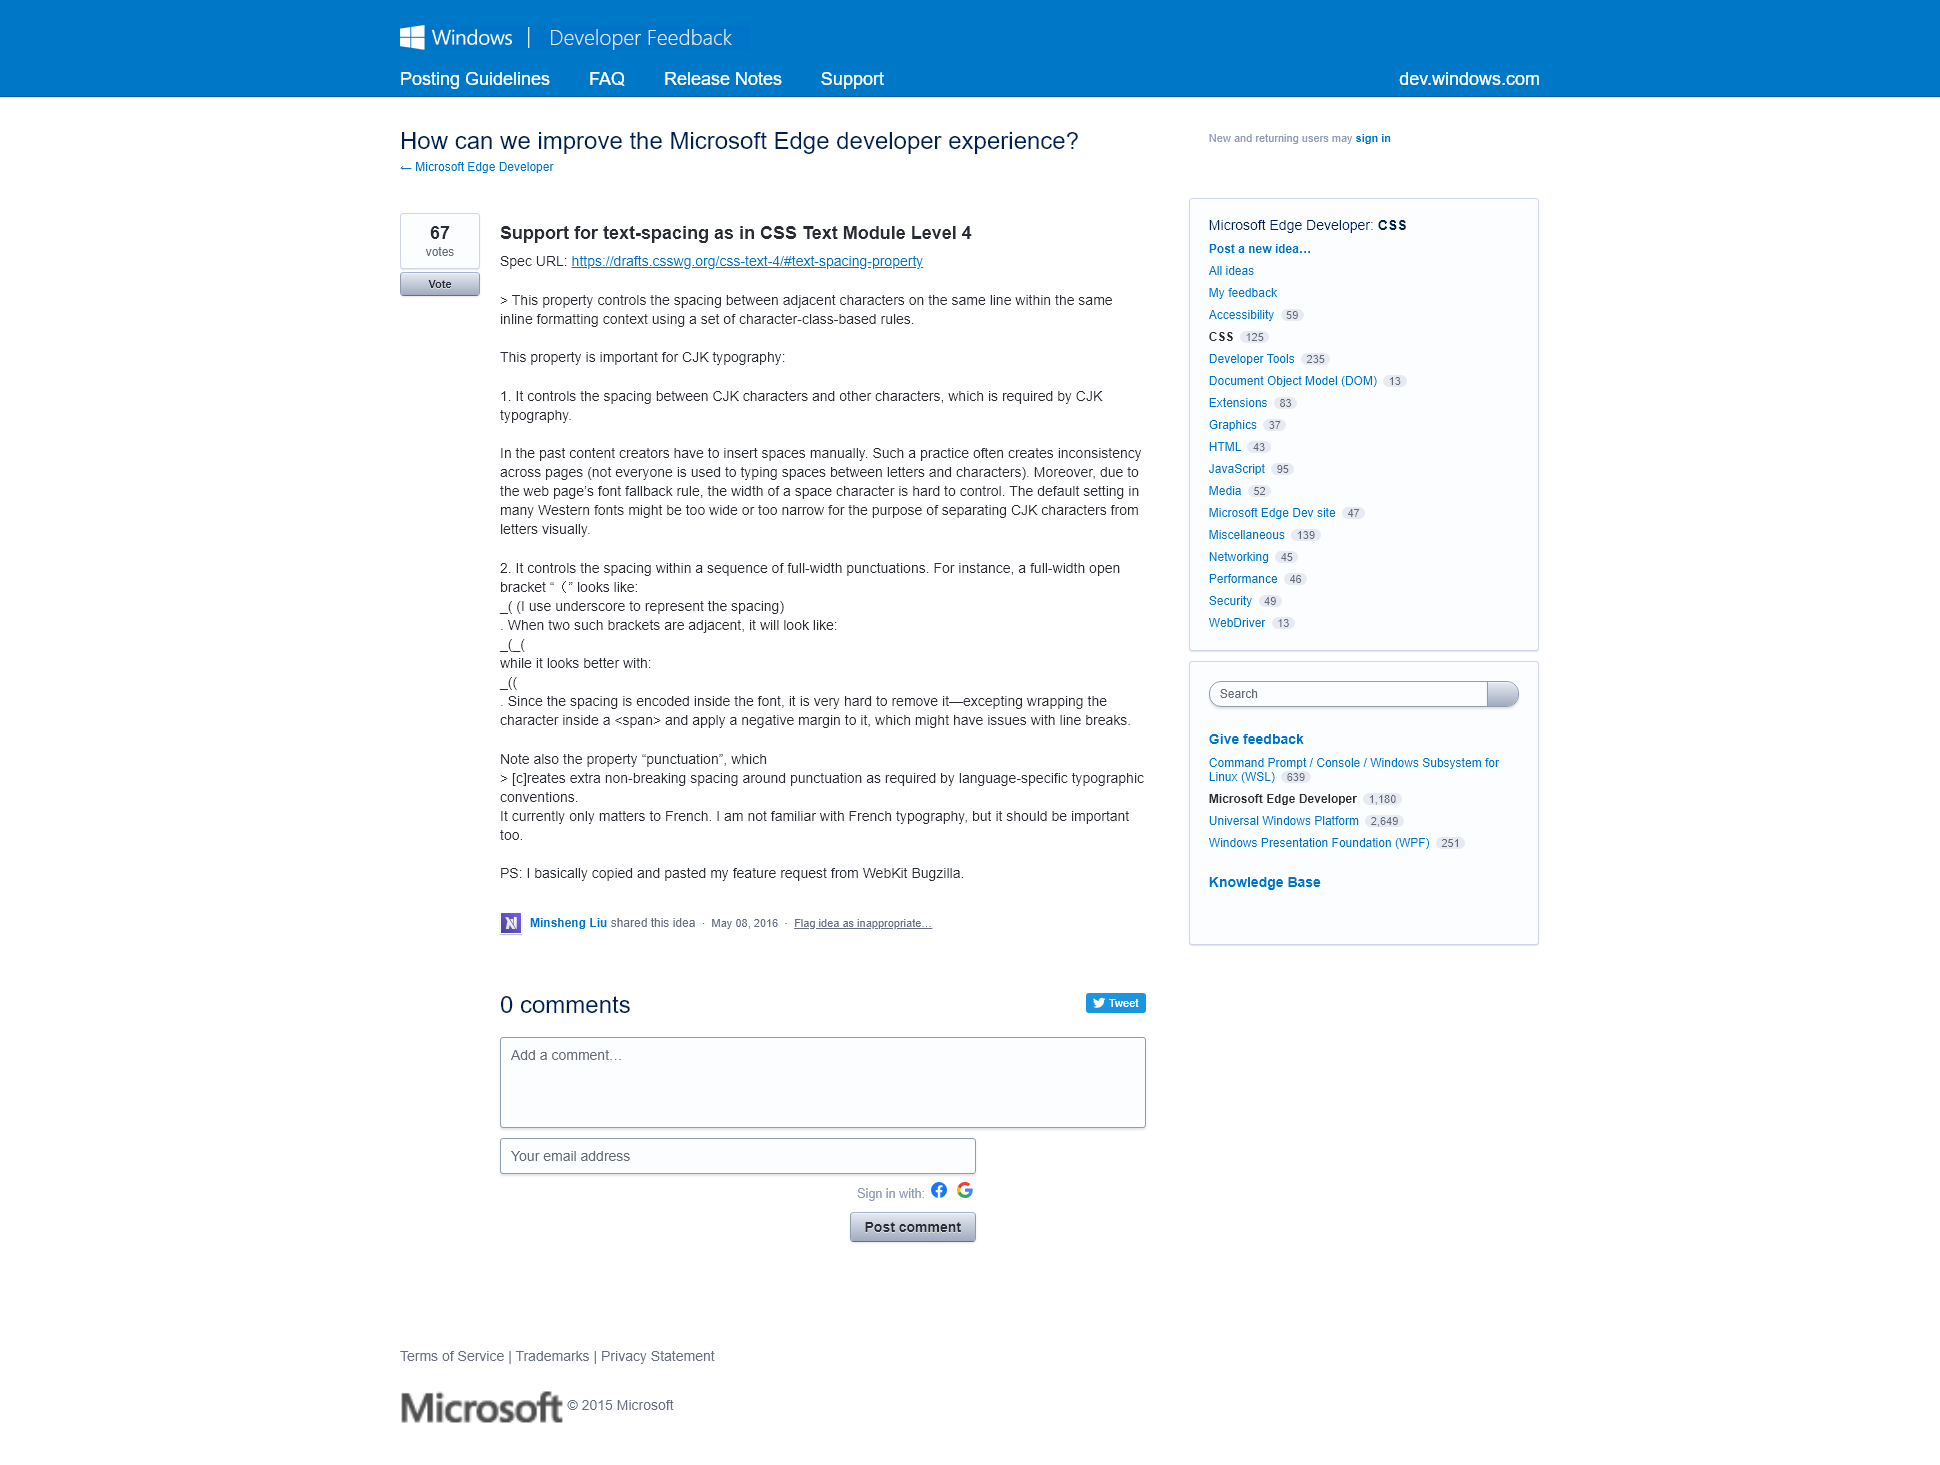 Windows | Developer Feedback
Posting Guidelines FAQ Release Notes Support dev.windows.com
How can we improve the Microsoft Edge developer experience?
← Microsoft Edge Developer
New and returning users may sign in
67
votes
Vote
Support for text-spacing as in CSS Text Module Level 4
Spec URL: https://drafts.csswg.org/css-text-4/#text-spacing-property
> This property controls the spacing between adjacent characters on the same line within the same
inline formatting context using a set of character-class-based rules.
This property is important for CJK typography:
1. It controls the spacing between CJK characters and other characters, which is required by CJK
typography.
In the past content creators have to insert spaces manually. Such a practice often creates inconsistency
across pages (not everyone is used to typing spaces between letters and characters). Moreover, due to
the web page’s font fallback rule, the width of a space character is hard to control. The default setting in
many Western fonts might be too wide or too narrow for the purpose of separating CJK characters from
letters visually.
2. It controls the spacing within a sequence of full-width punctuations. For instance, a full-width open
bracket “（” looks like:
_( (I use underscore to represent the spacing)
. When two such brackets are adjacent, it will look like:
_(_(
while it looks better with:
_((
. Since the spacing is encoded inside the font, it is very hard to remove it—excepting wrapping the
character inside a <span> and apply a negative margin to it, which might have issues with line breaks.
Note also the property “punctuation”, which
> [c]reates extra non-breaking spacing around punctuation as required by language-specific typographic
conventions.
It currently only matters to French. I am not familiar with French typography, but it should be important
too.
PS: I basically copied and pasted my feature request from WebKit Bugzilla.
Minsheng Liu shared this idea · May 08, 2016 · Flag idea as inappropriate…
0 comments
Tweet
Add a comment…
Your email address
Sign in with:
Post comment
Microsoft Edge Developer: CSS
Post a new idea…
All ideas
My feedback
Accessibility 59
CSS 125
Developer Tools 235
Document Object Model (DOM) 13
Extensions 83
Graphics 37
HTML 43
JavaScript 95
Media 52
Microsoft Edge Dev site 47
Miscellaneous 139
Networking 45
Performance 46
Security 49
WebDriver 13
Search
Give feedback
Command Prompt / Console / Windows Subsystem for
Linux (WSL) 639
Microsoft Edge Developer 1,180
Universal Windows Platform 2,649
Windows Presentation Foundation (WPF) 251
Knowledge Base
Terms of Service | Trademarks | Privacy Statement
Microsoft © 2015 Microsoft